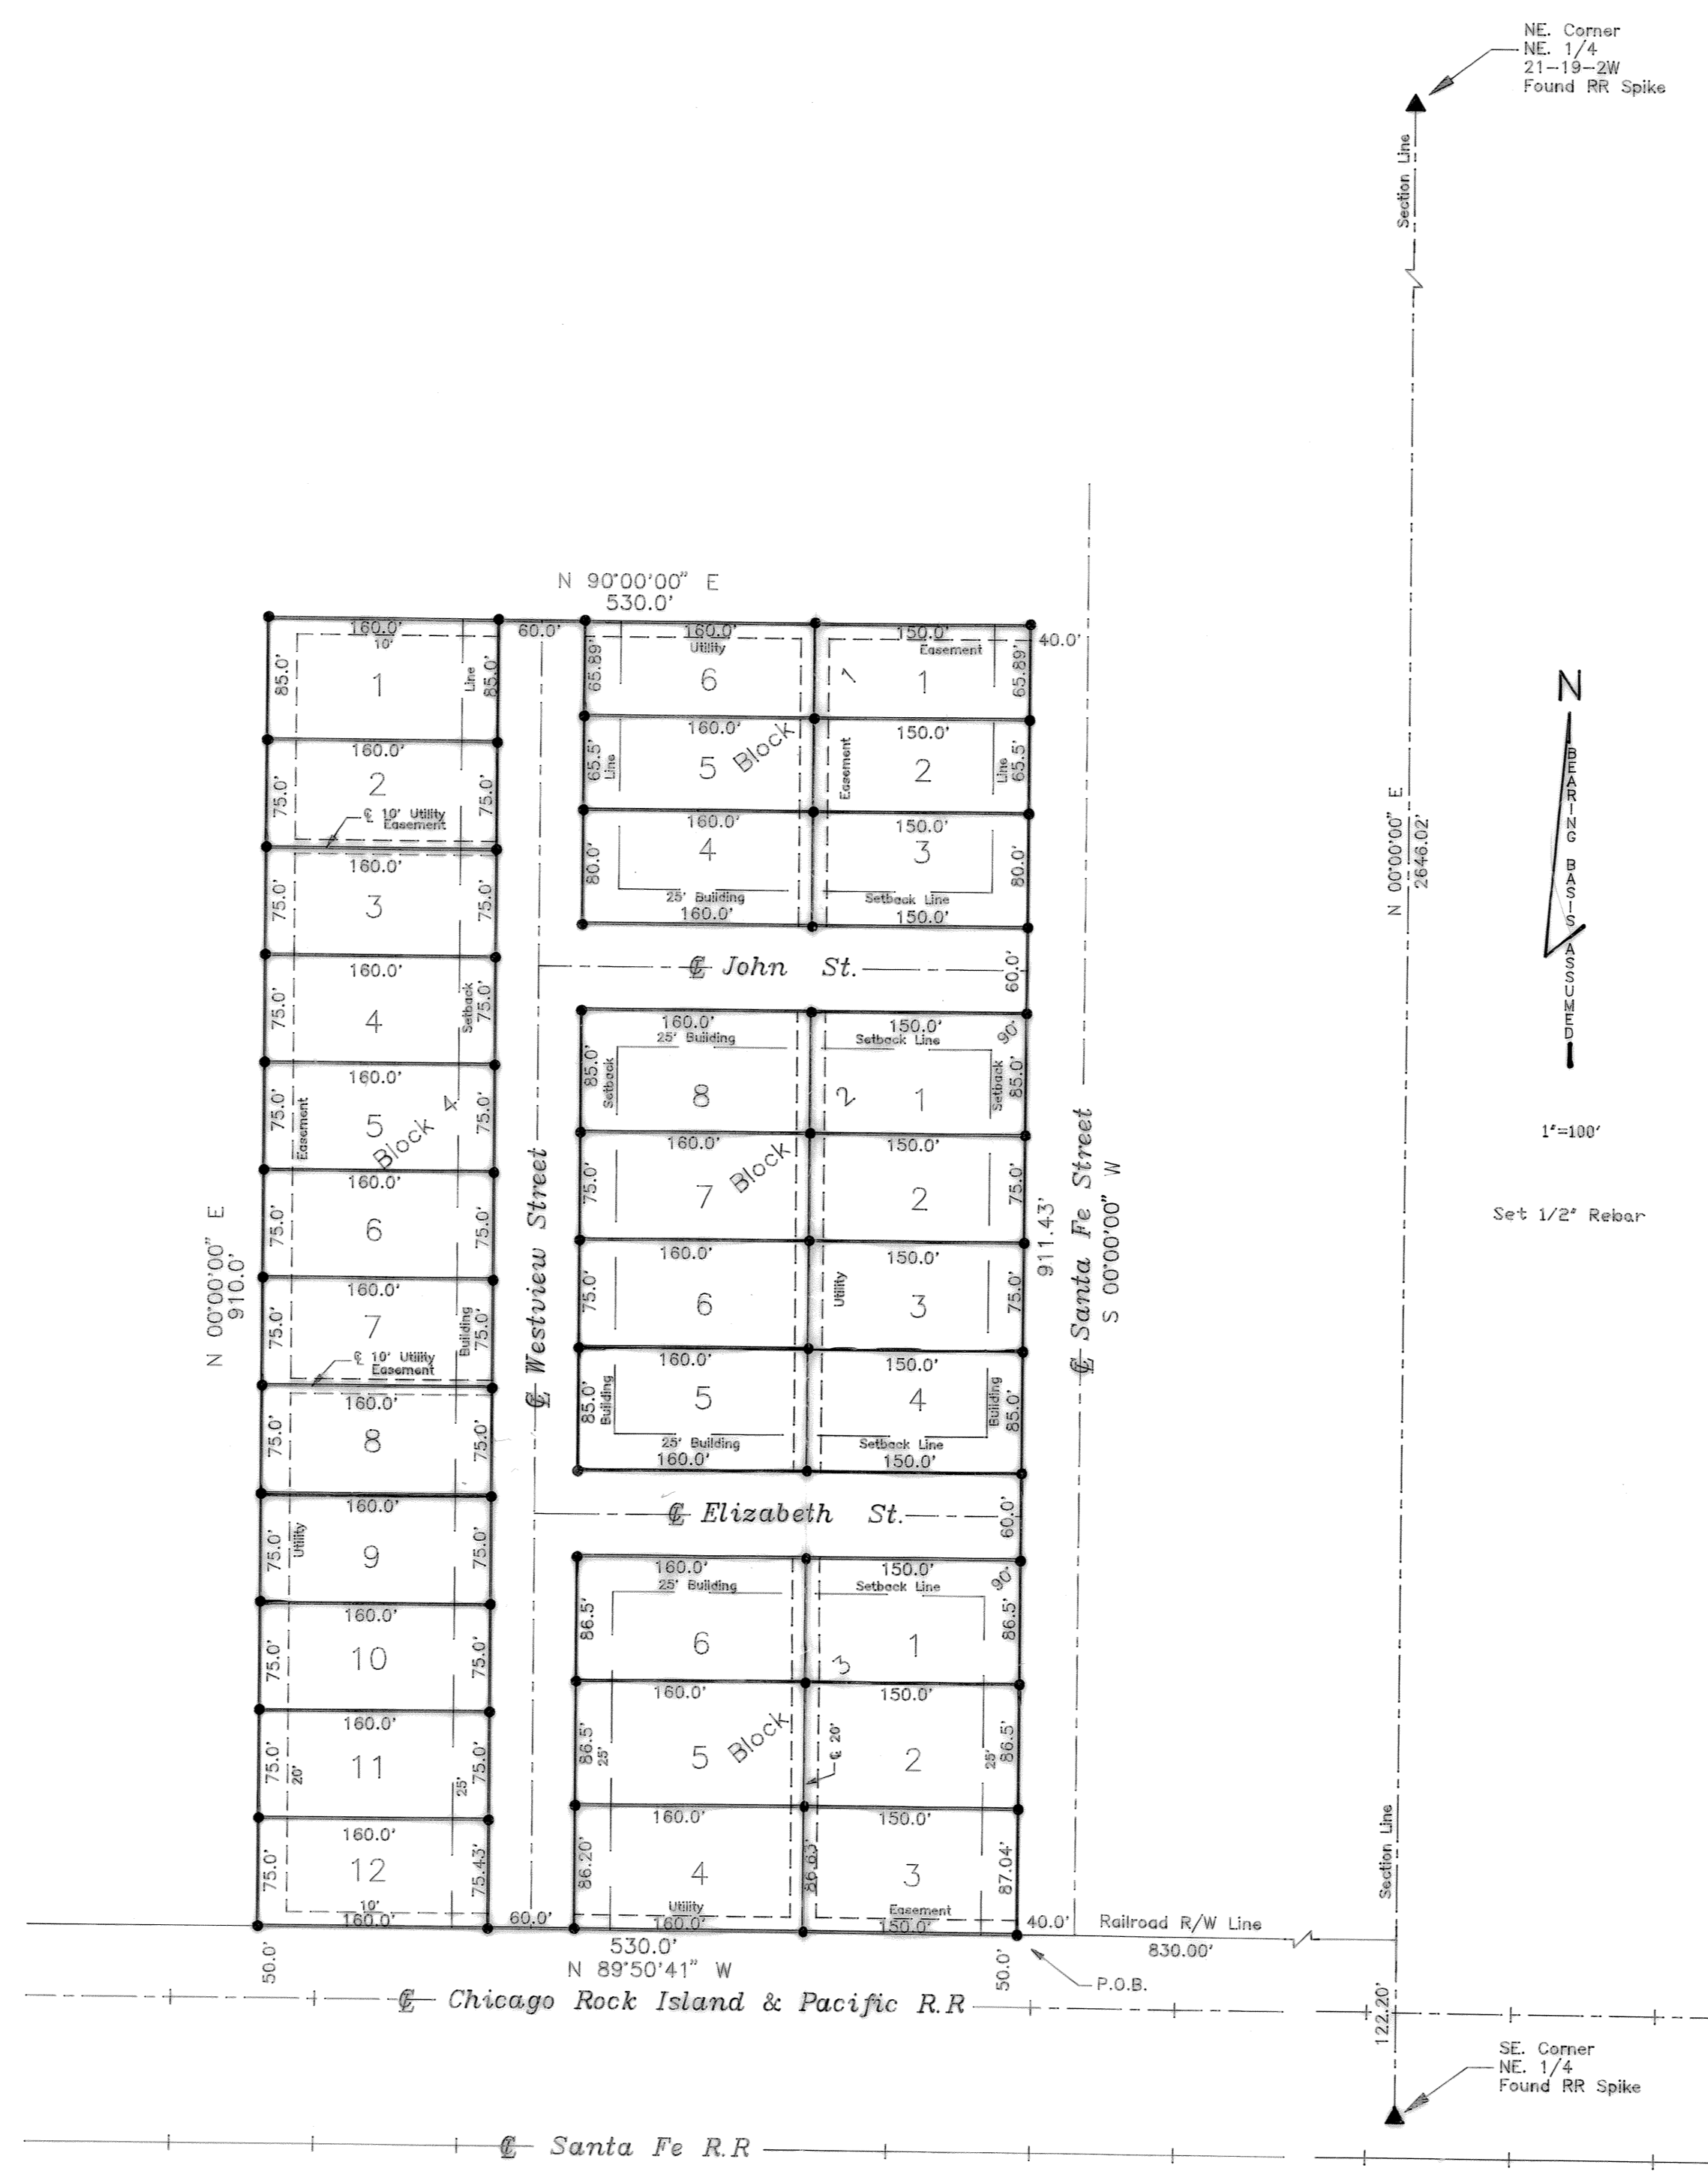 NE. Corner
NE. 1/4
21-19-2W
Found RR Spike
Section Line
N 90°00'00" E
530.0'
160.0'
10'
60.0'
160.0'
Utility
150.0'
Easement
40.0'
85.0'
1
Line
85.0'
65.89'
6
1
1
65.89'
160.0'
2
75.0'
75.0'
℄ 10' Utility
Easement
160.0'
65.5'
Line
5
Block
Easement
150.0'
2
Line
65.5'
160.0'
80.0'
4
25' Building
160.0'
150.0'
3
80.0'
Setback Line
150.0'
160.0'
75.0'
3
75.0'
℄ John St.
60.0'
160.0'
75.0'
4
Setback
75.0'
160.0'
25' Building
150.0'
Setback Line
90°
85.0'
Setback
8
2
1
Setback
85.0'
160.0'
75.0'
Easement
5
Block
4
75.0'
160.0'
75.0'
7
Block
150.0'
2
75.0'
160.0'
75.0'
6
75.0'
160.0'
75.0'
6
Utility
150.0'
3
75.0'
160.0'
75.0'
7
Building
75.0'
℄ 10' Utility
Easement
160.0'
85.0'
Building
5
25' Building
160.0'
150.0'
4
Building
85.0'
Setback Line
150.0'
160.0'
75.0'
8
75.0'
℄ Elizabeth St.
60.0'
160.0'
75.0'
Utility
9
75.0'
160.0'
25' Building
150.0'
Setback Line
90°
86.5'
6
3
1
86.5'
160.0'
75.0'
10
75.0'
160.0'
86.5'
25'
5
Block
℄ 20'
150.0'
2
25'
86.5'
160.0'
75.0'
20'
11
25'
75.0'
160.0'
86.20'
4
86.63'
150.0'
3
87.04'
160.0'
75.0'
12
75.43'
10'
160.0'
60.0'
Utility
160.0'
Easement
150.0'
40.0'
N 00°00'00" E
910.0'
℄ Westview Street
911.43'
℄ Santa Fe Street
S 00°00'00" W
N 00°00'00" E
2646.02'
N
BEARING BASIS ASSUMED
1"=100'
Set 1/2" Rebar
Section Line
Railroad R/W Line
830.00'
50.0'
530.0'
N 89°50'41" W
50.0'
P.O.B.
℄ Chicago Rock Island & Pacific R.R
122.20'
SE. Corner
NE. 1/4
Found RR Spike
℄ Santa Fe R.R